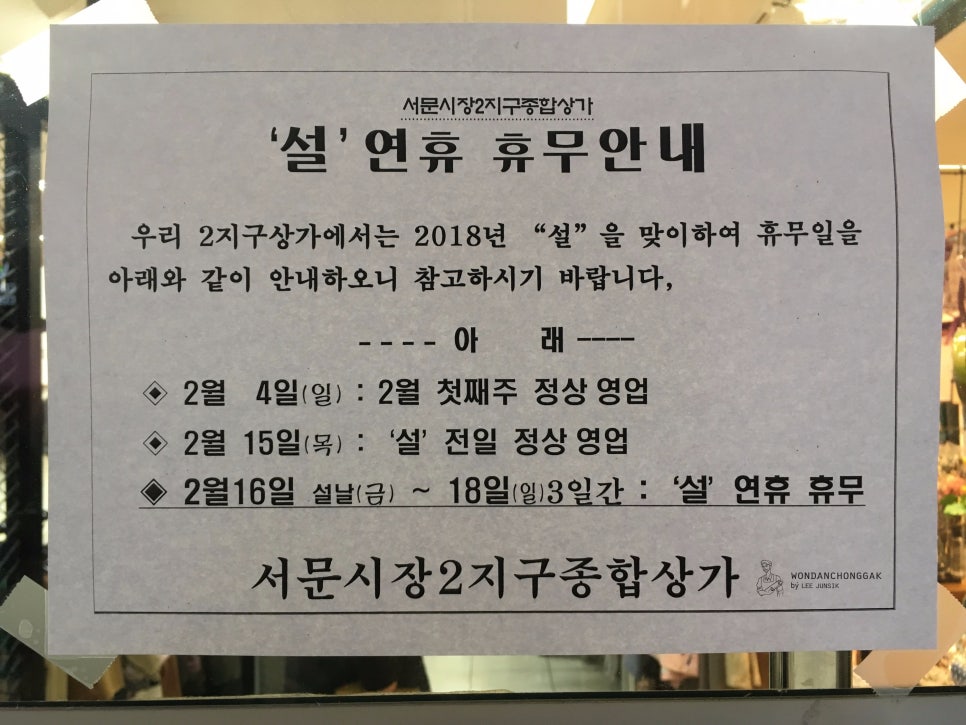 서문시장2지구종합상가
‘설’ 연휴 휴무안내
우리 2지구상가에서는 2018년 “설” 을 맞이하여 휴무일을
아래와 같이 안내하오니 참고하시기 바랍니다,
---- 아 래 ----
◈ 2월 4일(일) : 2월 첫째주 정상 영업
◈ 2월 15일(목) : ‘설’ 전일 정상 영업
◈ 2월16일 설날(금) ~ 18일(일)3일간 : ‘설’ 연휴 휴무
서문시장2지구종합상가
WONDANCHONGGAK
by LEE JUNSIK